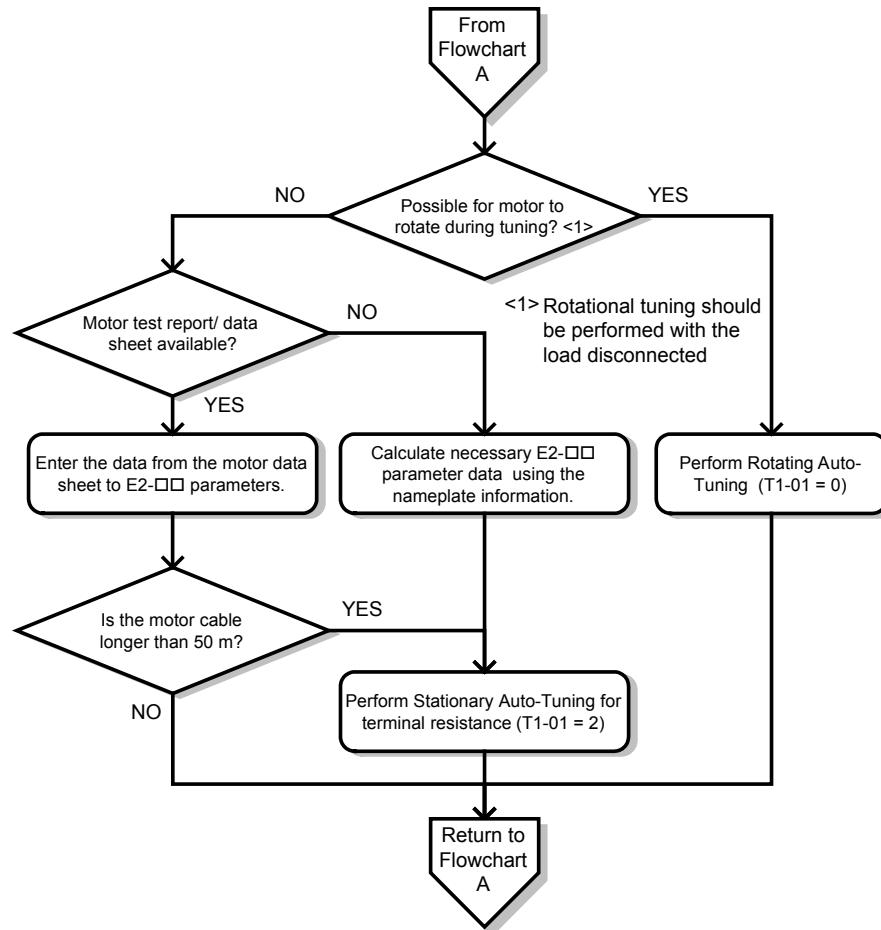 From
Flowchart
A
NO
YES
Possible for motor to
rotate during tuning? <1>
<1> Rotational tuning should
be performed with the
load disconnected
NO
Motor test report/ data
sheet available?
YES
Enter the data from the motor data
sheet to E2-□□ parameters.
Calculate necessary E2-□□
parameter data using the
nameplate information.
Perform Rotating Auto-
Tuning (T1-01 = 0)
Is the motor cable
longer than 50 m?
YES
NO
Perform Stationary Auto-Tuning for
terminal resistance (T1-01 = 2)
Return to
Flowchart
A